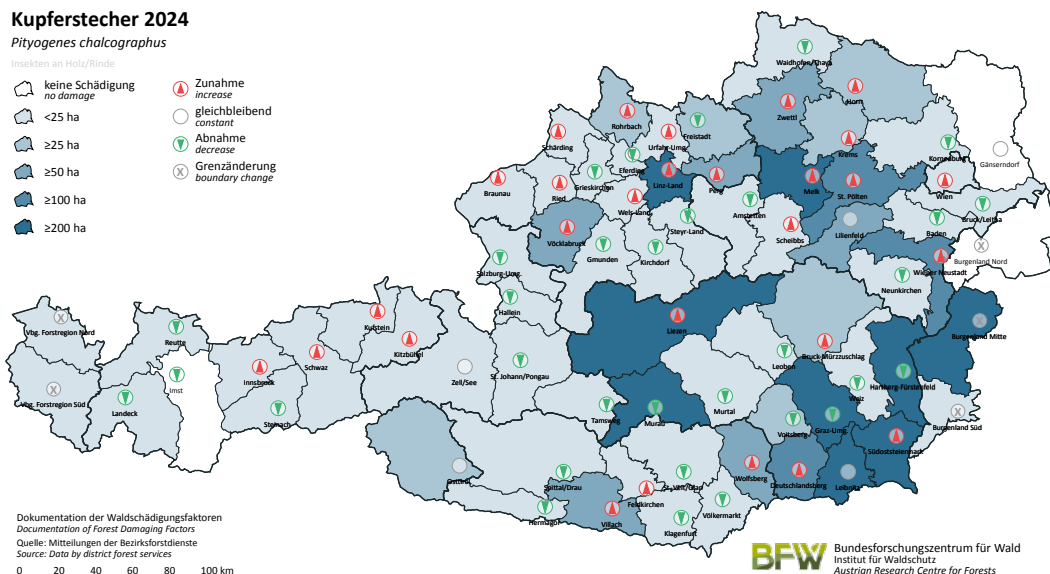 Kupferstecher 2024
Pityogenes chalcographus
Insekten an Holz/Rinde
keine Schädigung
no damage
<25 ha
≥25 ha
≥50 ha
≥100 ha
≥200 ha
Zunahme
increase
gleichbleibend
constant
Abnahme
decrease
Grenzänderung
boundary change
X
X
X
X
X
X
Waidhofen/Thaya
Horn
Zwettl
Rohrbach
Freistadt
Schärding
Urfahr-Umg.
Krems
Korneuburg
Gänserndorf
Eferding
Grieskirchen
Linz-Land
Perg
Melk
St. Pölten
Wien
Braunau
Ried
Wels-Land
Amstetten
Bruck/Leitha
Steyr-Land
Scheibbs
Lilienfeld
Baden
Vöcklabruck
Gmunden
Kirchdorf
Burgenland Nord
Wiener Neustadt
Salzburg-Umg.
Neunkirchen
Hallein
Kufstein
Liezen
Burgenland Mitte
Vbg. Forstregion Nord
Reutte
Kitzbühel
Bruck-Mürzzuschlag
Innsbruck
Schwaz
Zell/See
St. Johann/Pongau
Leoben
Imst
Hartberg-Fürstenfeld
Vbg. Forstregion Süd
Landeck
Steinach
Tamsweg
Murau
Murtal
Weiz
Voitsberg
Graz-Umg.
Burgenland Süd
Südoststeiermark
Osttirol
Spittal/Drau
St. Veit/Glan
Wolfsberg
Deutschlandsberg
Leibnitz
Feldkirchen
Hermagor
Villach
Klagenfurt
Völkermarkt
Dokumentation der Waldschädigungsfaktoren
Documentation of Forest Damaging Factors
Quelle: Mitteilungen der Bezirksforstdienste
Source: Data by district forest services
0 20 40 60 80 100 km
BFW
Bundesforschungszentrum für Wald
Institut für Waldschutz
Austrian Research Centre for Forests